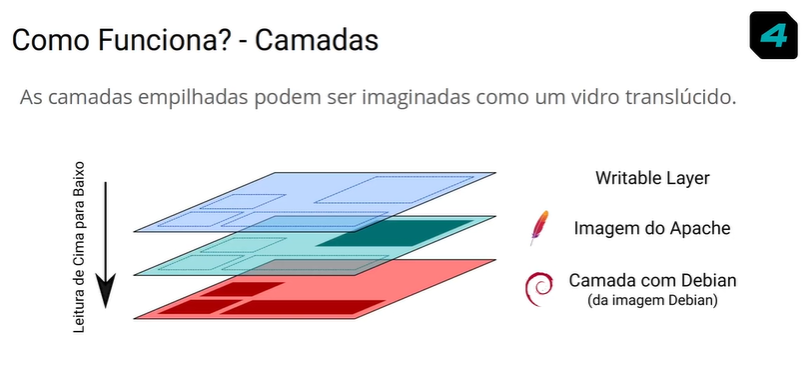 Como Funciona? - Camadas
4
As camadas empilhadas podem ser imaginadas como um vidro translúcido.
Leitura de Cima para Baixo
Writable Layer
Imagem do Apache
Camada com Debian
(da imagem Debian)